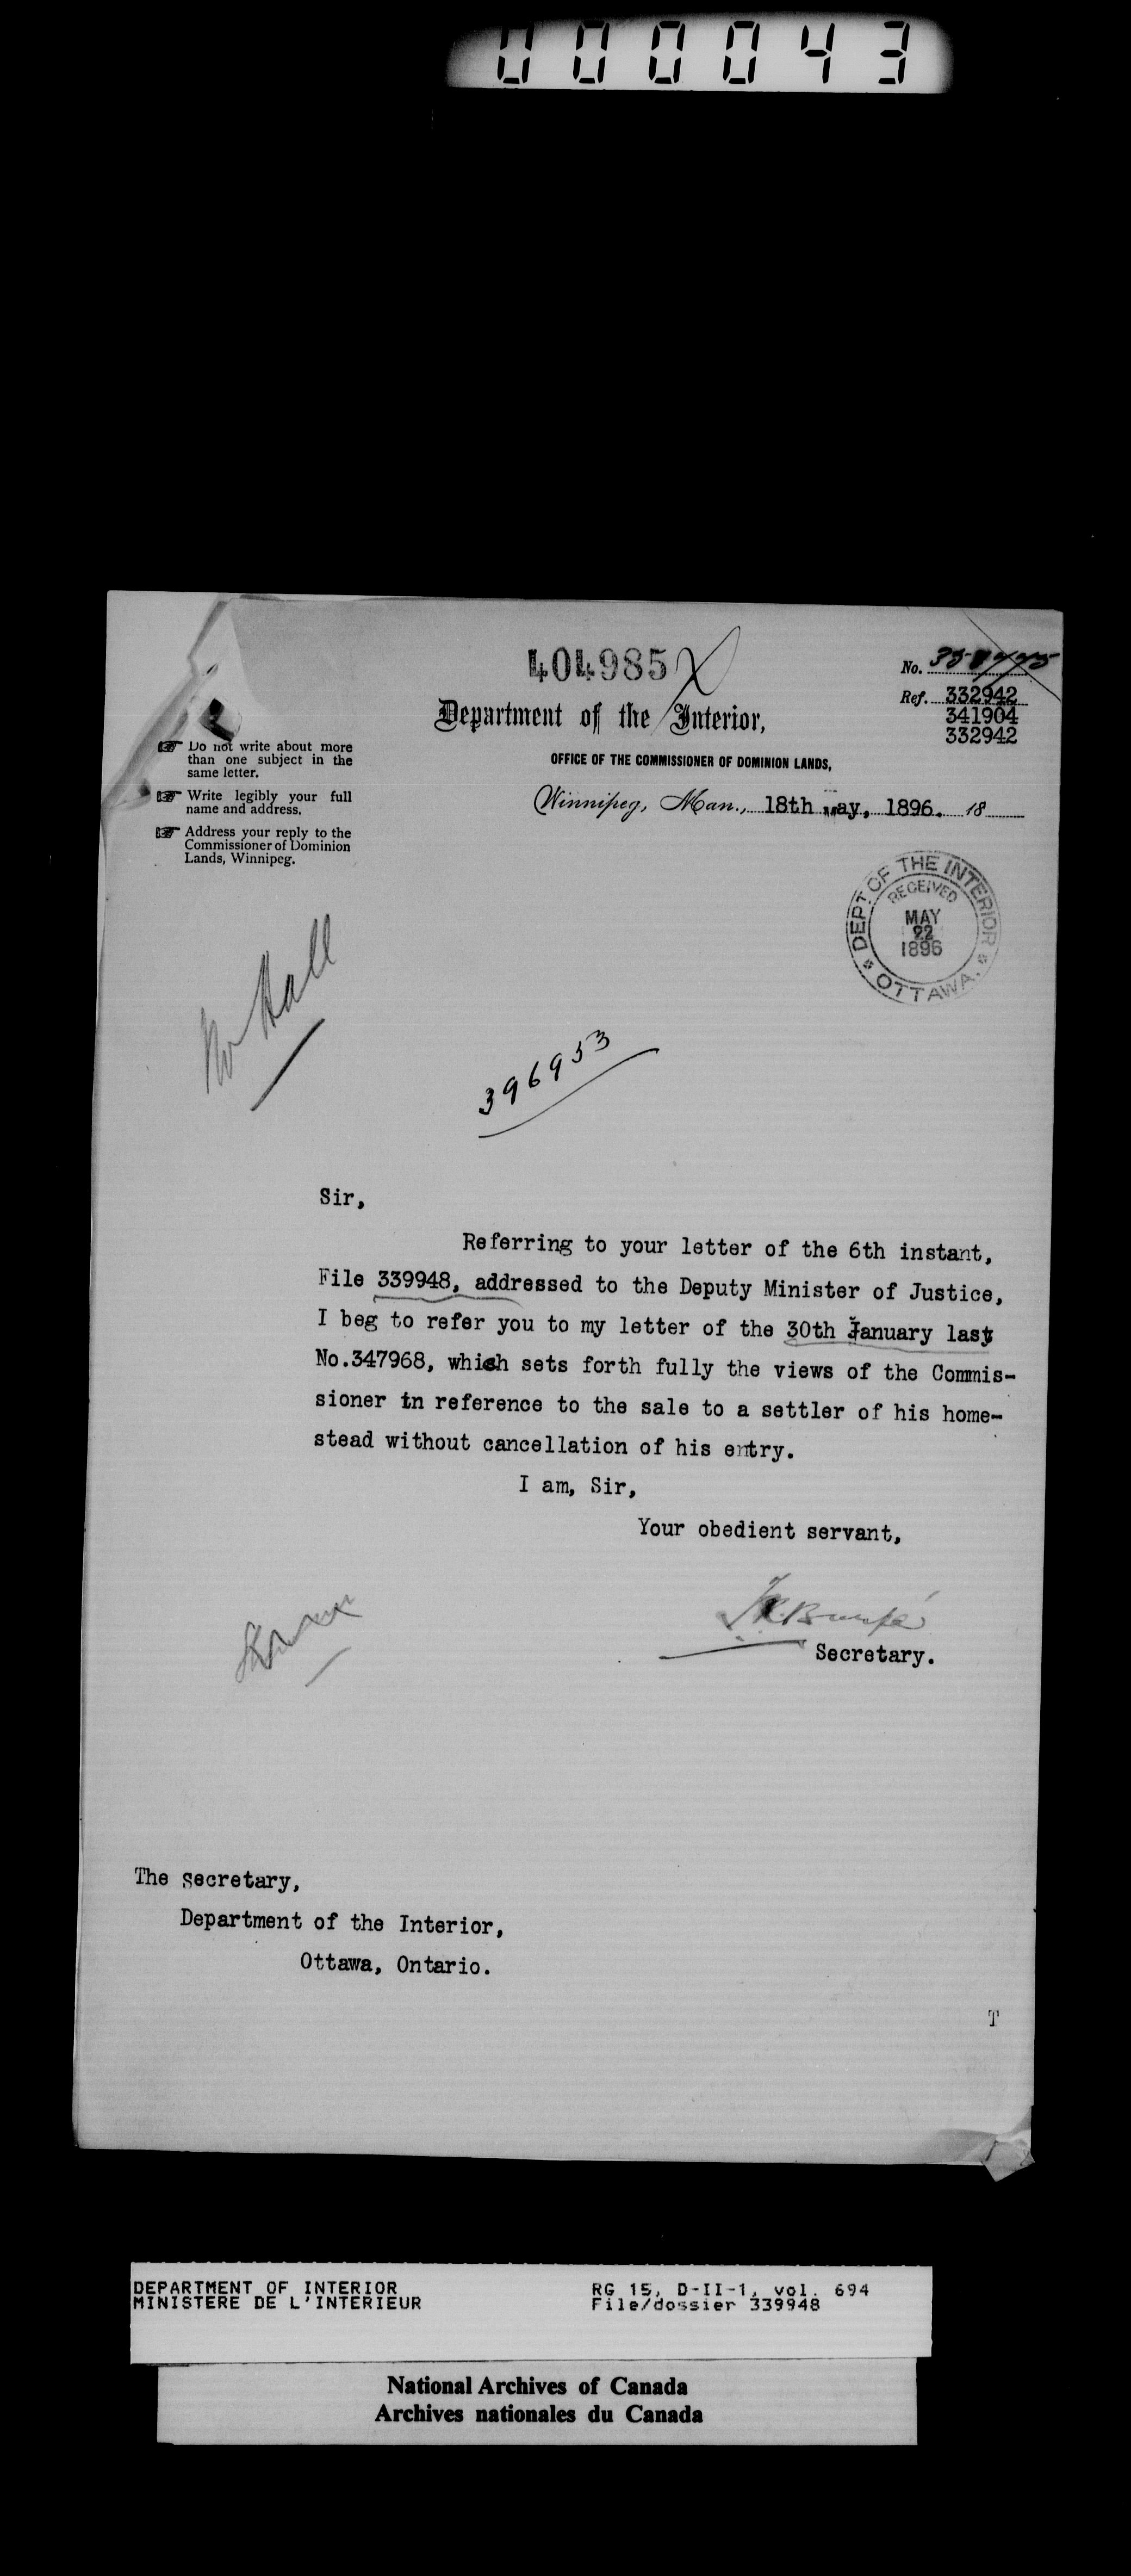 000043
404985
No.
Ref. 332942
341904
332942
Department of the Interior,
OFFICE OF THE COMMISSIONER OF DOMINION LANDS,
Winnipeg, Man., 18th May, 1896. 18
Do not write about more
than one subject in the
same letter.
Write legibly your full
name and address.
Address your reply to the
Commissioner of Dominion
Lands, Winnipeg.
DEPT. OF THE INTERIOR
RECEIVED
MAY
22
1896
OTTAWA.
Hall
396953
Sir,
Referring to your letter of the 6th instant,
File 339948, addressed to the Deputy Minister of Justice,
I beg to refer you to my letter of the 30th January last
No.347968, which sets forth fully the views of the Commis-
sioner in reference to the sale to a settler of his home-
stead without cancellation of his entry.
I am, Sir,
Your obedient servant,
Secretary.
The Secretary,
Department of the Interior,
Ottawa, Ontario.
T
DEPARTMENT OF INTERIOR
MINISTERE DE L'INTERIEUR
RG 15, D-II-1, vol. 694
File/dossier 339948
National Archives of Canada
Archives nationales du Canada